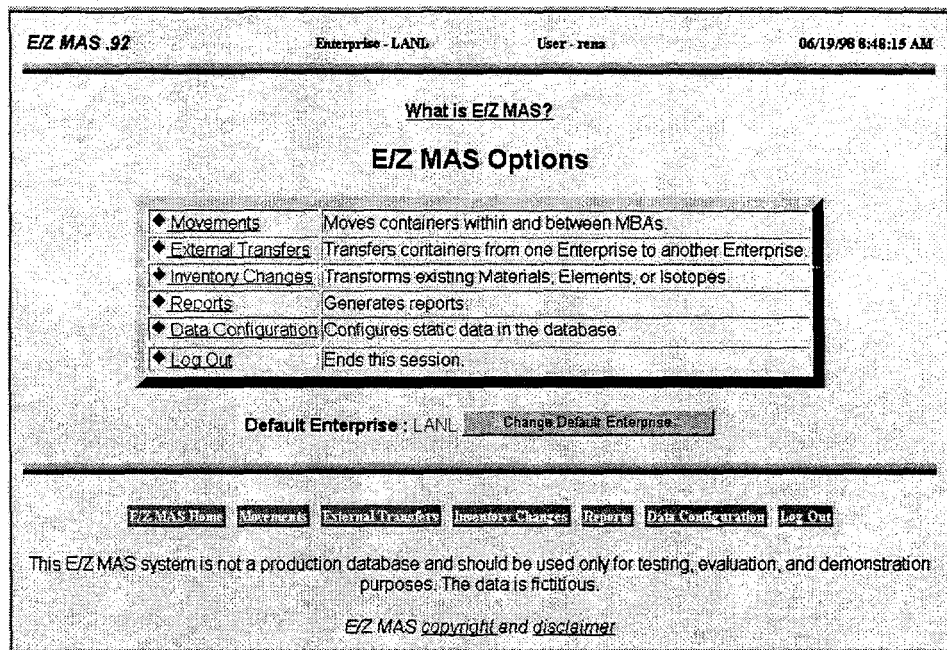 E/Z MAS .92 Enterprise - LANL User - rena 06/19/98 8:48:15 AM
What is E/Z MAS?
E/Z MAS Options
Movements Moves containers within and between MBAs.
External Transfers Transfers containers from one Enterprise to another Enterprise.
Inventory Changes Transforms existing Materials, Elements, or Isotopes.
Reports Generates reports.
Data Configuration Configures static data in the database.
Log Out Ends this session.
Default Enterprise : LANL Change Default Enterprise.
E/Z MAS Home Movements External Transfers Inventory Changes Reports Data Configuration Log Out
This E/Z MAS system is not a production database and should be used only for testing, evaluation, and demonstration
purposes. The data is fictitious.
E/Z MAS copyright and disclaimer